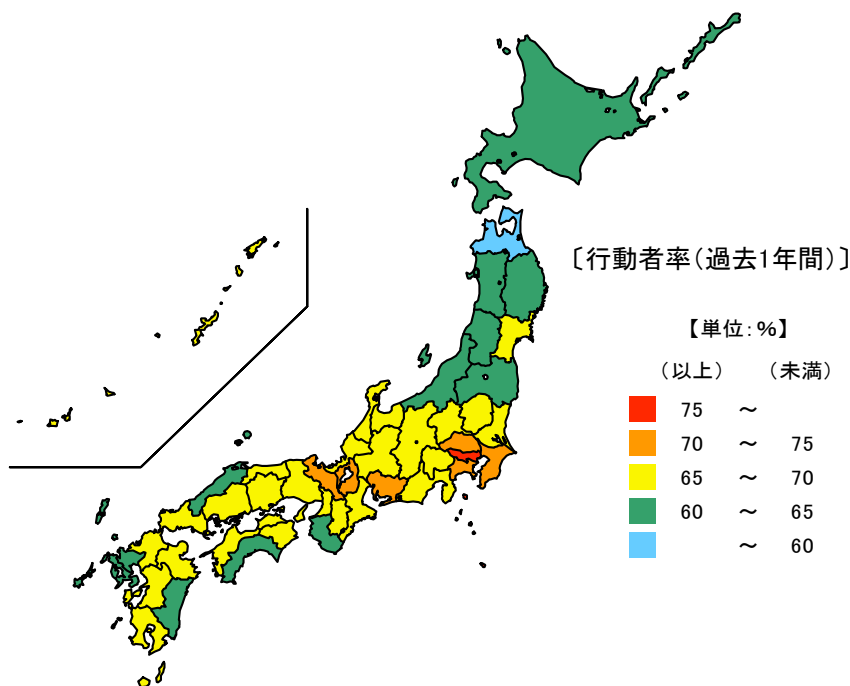 〔行動者率(過去1年間)〕
【単位:%】
(以上) (未満)
75 ~
70 ~ 75
65 ~ 70
60 ~ 65
~ 60